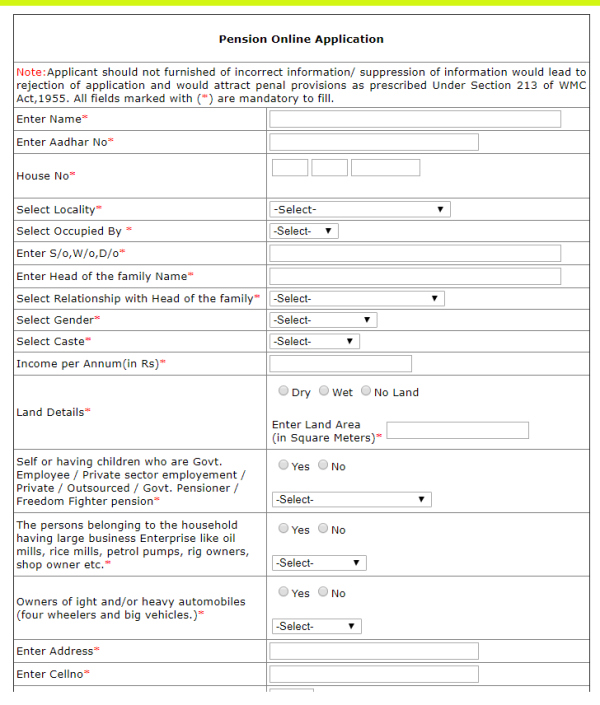 Pension Online Application
Note:Applicant should not furnished of incorrect information/ suppression of information would lead to
rejection of application and would attract penal provisions as prescribed Under Section 213 of WMC
Act,1955. All fields marked with (*) are mandatory to fill.
Enter Name*
Enter Aadhar No*
House No*
Select Locality*
-Select-
Select Occupied By *
-Select-
Enter S/o,W/o,D/o*
Enter Head of the family Name*
Select Relationship with Head of the family*
-Select-
Select Gender*
-Select-
Select Caste*
-Select-
Income per Annum(in Rs)*
Land Details*
Dry Wet No Land
Enter Land Area
(in Square Meters)*
Self or having children who are Govt.
Employee / Private sector employement /
Private / Outsourced / Govt. Pensioner /
Freedom Fighter pension*
Yes No
-Select-
The persons belonging to the household
having large business Enterprise like oil
mills, rice mills, petrol pumps, rig owners,
shop owner etc.*
Yes No
-Select-
Owners of ight and/or heavy automobiles
(four wheelers and big vehicles.)*
Yes No
-Select-
Enter Address*
Enter Cellno*